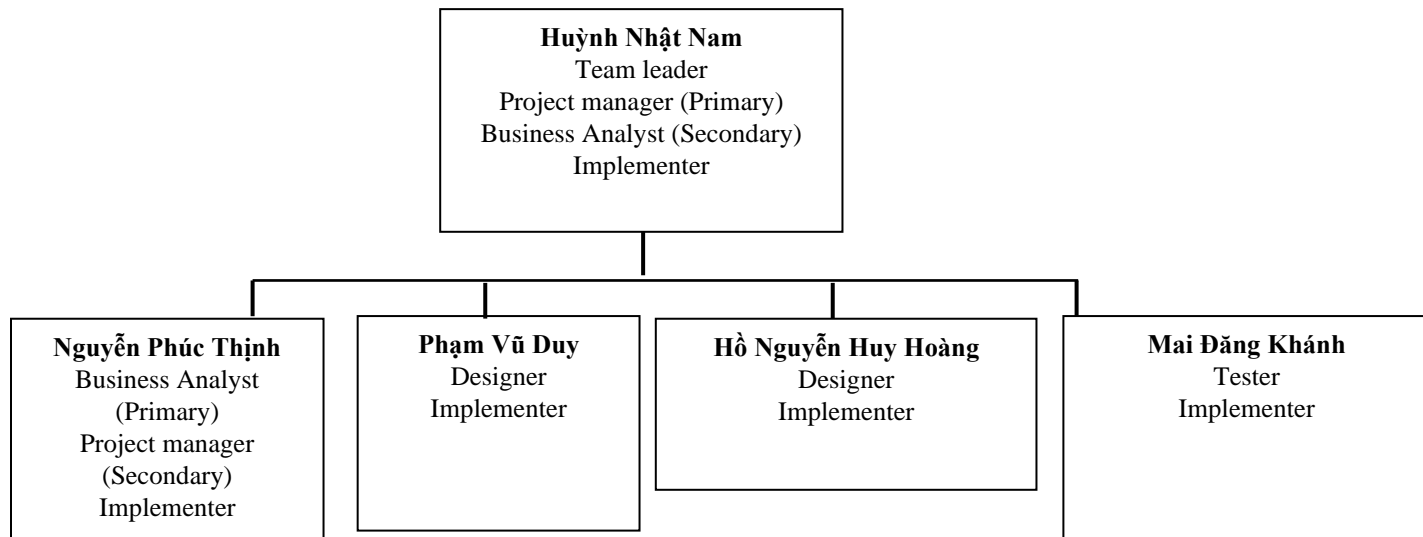 Huỳnh Nhật Nam
Team leader
Project manager (Primary)
Business Analyst (Secondary)
Implementer
Nguyễn Phúc Thịnh
Business Analyst
(Primary)
Project manager
(Secondary)
Implementer
Phạm Vũ Duy
Designer
Implementer
Hồ Nguyễn Huy Hoàng
Designer
Implementer
Mai Đăng Khánh
Tester
Implementer